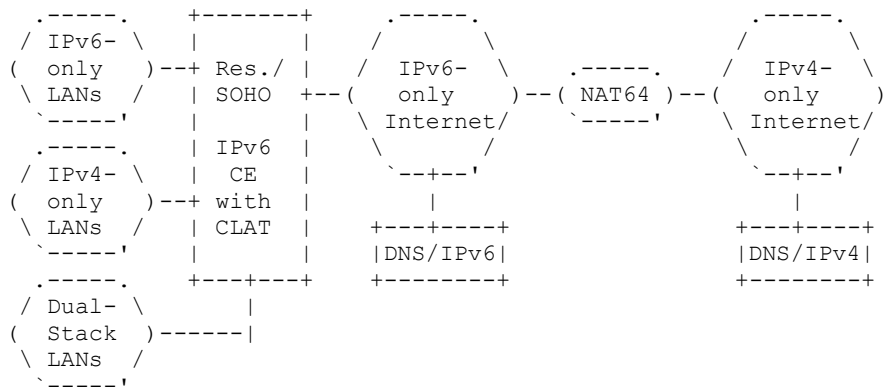 .-----.     +-------+     .-----.                   .-----.
/ IPv6- \    |       |    /       \                 /       \
(  only   )--+ Res./ |   /  IPv6-  \    .-----.    /  IPv4-  \
\ LANs  /    | SOHO  +--(   only    )--( NAT64 )--(   only    )
`-----'     |       |   \ Internet/    `-----'    \ Internet/
.-----.     | IPv6  |    \       /                 \       /
/ IPv4- \    |  CE   |     `--+--'                   `--+--'
(  only   )--+ with  |        |                         |
\ LANs  /    | CLAT  |    +---+----+                +---+----+
`-----'     |       |    |DNS/IPv6|                |DNS/IPv4|
.-----.     +---+---+    +--------+                +--------+
/ Dual- \        |
(  Stack  )------|
\ LANs  /
`-----'